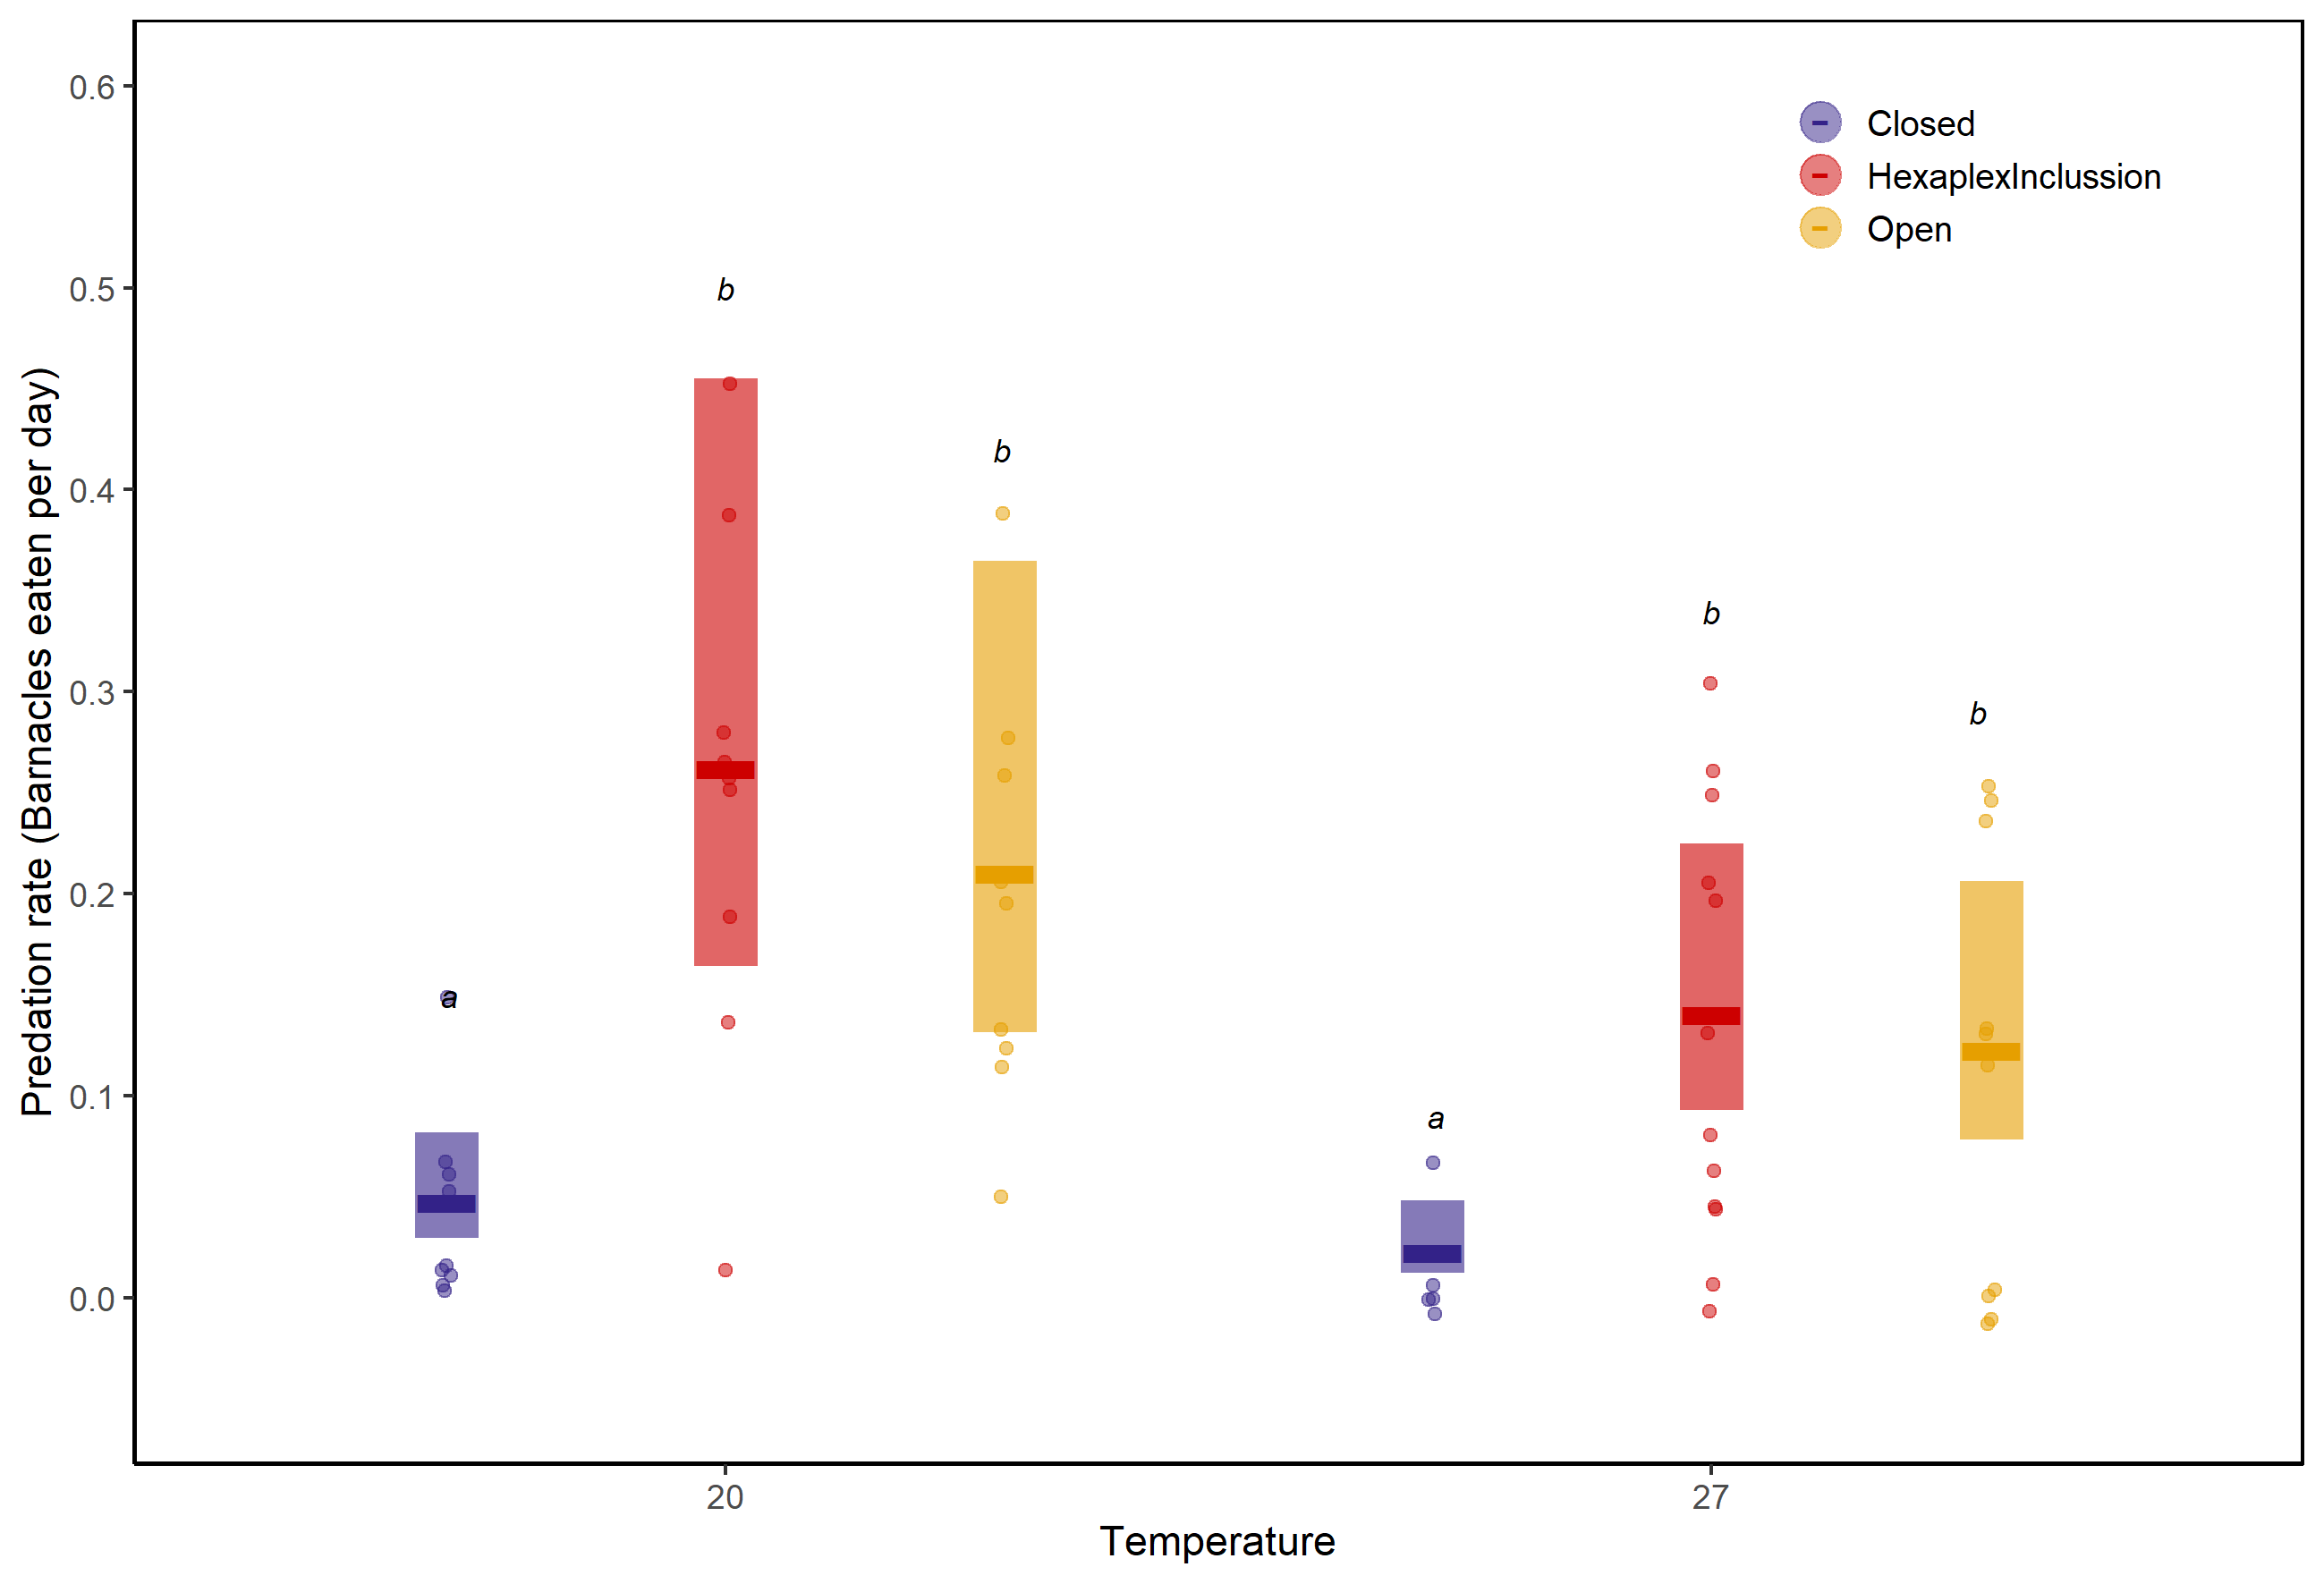 Predation rate (Barnacles eaten per day)
0.6
0.5
0.4
0.3
0.2
0.1
0.0
Closed
HexaplexInclussion
Open
b
b
b
b
a
a
20
27
Temperature